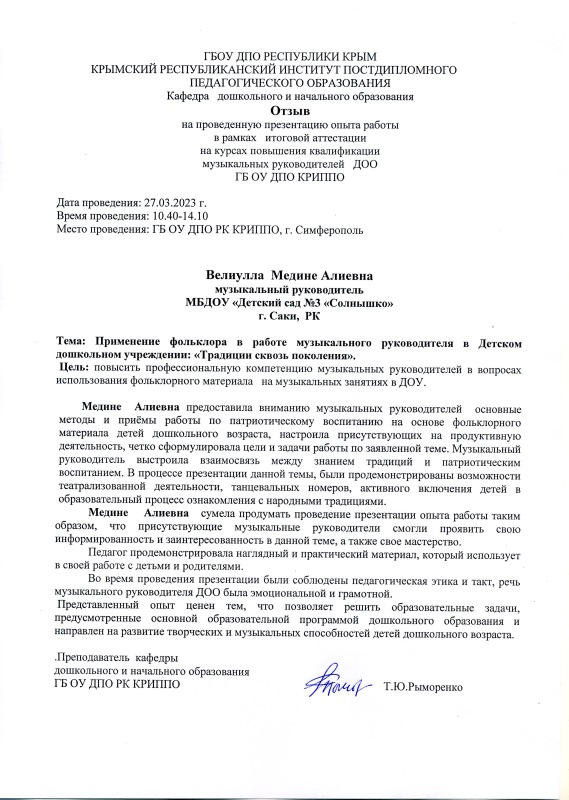 ГБОУ ДПО РЕСПУБЛИКИ КРЫМ
КРЫМСКИЙ РЕСПУБЛИКАНСКИЙ ИНСТИТУТ ПОСТДИПЛОМНОГО
ПЕДАГОГИЧЕСКОГО ОБРАЗОВАНИЯ
Кафедра дошкольного и начального образования
Отзыв
на проведенную презентацию опыта работы
в рамках итоговой аттестации
на курсах повышения квалификации
музыкальных руководителей ДОО
ГБ ОУ ДПО КРИППО
Дата проведения: 27.03.2023 г.
Время проведения: 10.40-14.10
Место проведения: ГБ ОУ ДПО РК КРИППО, г. Симферополь
Велиулла Медине Алиевна
музыкальный руководитель
МБДОУ «Детский сад №3 «Солнышко»
г. Саки, РК
Тема: Применение фольклора в работе музыкального руководителя в Детском
дошкольном учреждении: «Традиции сквозь поколения».
Цель: повысить профессиональную компетенцию музыкальных руководителей в вопросах
использования фольклорного материала на музыкальных занятиях в ДОУ.
Медине Алиевна предоставила вниманию музыкальных руководителей основные
методы и приёмы работы по патриотическому воспитанию на основе фольклорного
материала детей дошкольного возраста, настроила присутствующих на продуктивную
деятельность, четко сформулировала цели и задачи работы по заявленной теме. Музыкальный
руководитель выстроила взаимосвязь между знанием традиций и патриотическим
воспитанием. В процессе презентации данной темы, были продемонстрированы возможности
театрализованной деятельности, танцевальных номеров, активного включения детей в
образовательный процесс ознакомления с народными традициями.
Медине Алиевна сумела продумать проведение презентации опыта работы таким
образом, что присутствующие музыкальные руководители смогли проявить свою
информированность и заинтересованность в данной теме, а также свое мастерство.
Педагог продемонстрировала наглядный и практический материал, который использует
в своей работе с детьми и родителями.
Во время проведения презентации были соблюдены педагогическая этика и такт, речь
музыкального руководителя ДОО была эмоциональной и грамотной.
Представленный опыт ценен тем, что позволяет решить образовательные задачи,
предусмотренные основной образовательной программой дошкольного образования и
направлен на развитие творческих и музыкальных способностей детей дошкольного возраста.
.Преподаватель кафедры
дошкольного и начального образования
ГБ ОУ ДПО РК КРИППО Т.Ю.Рыморенко